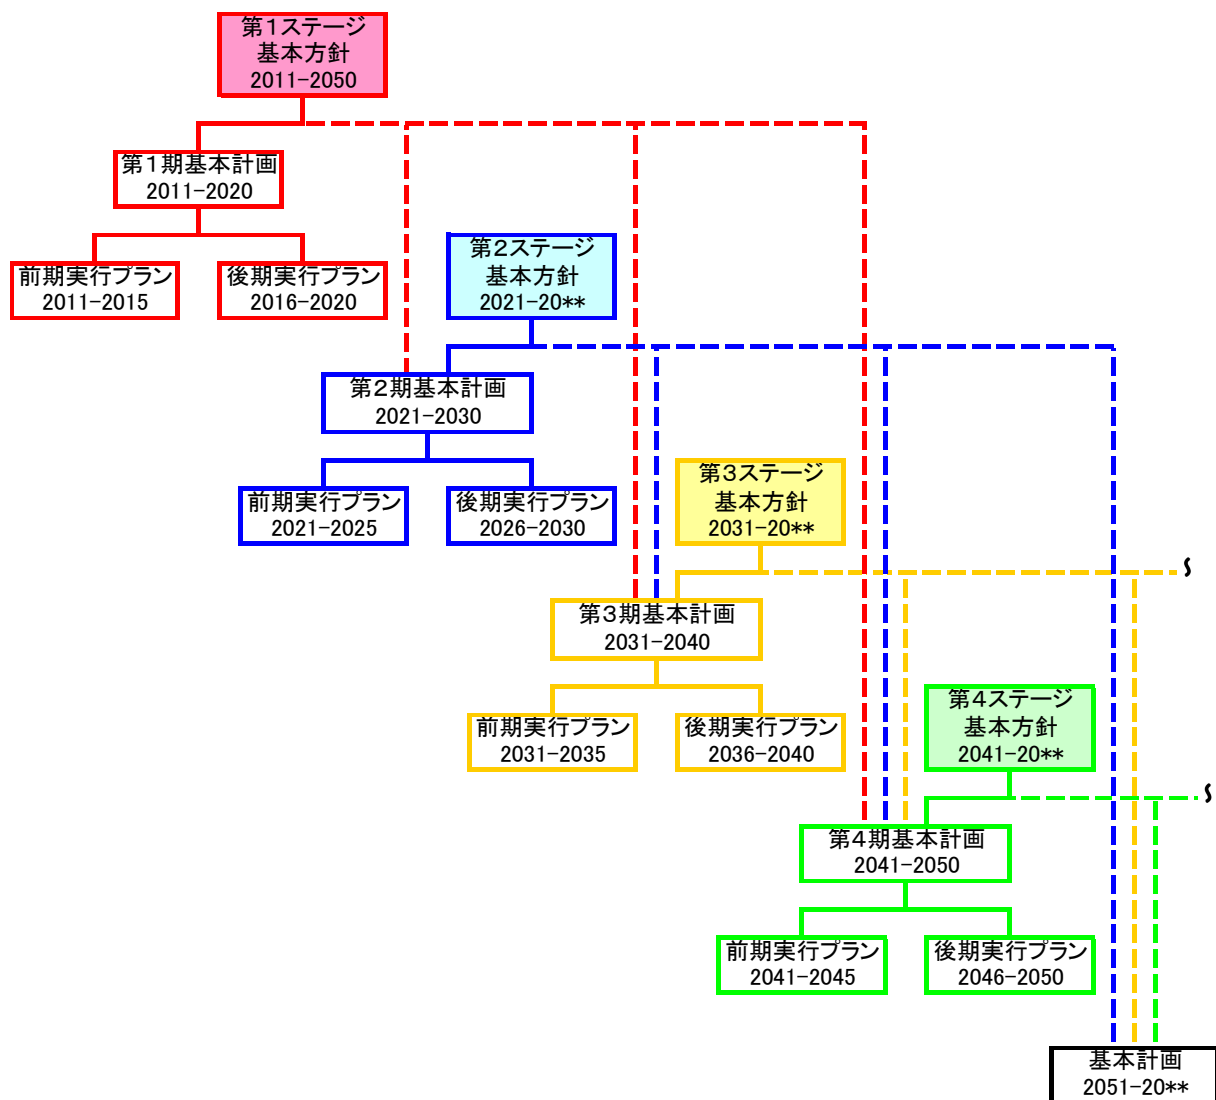 第１ステージ
基本方針
2011-2050
第１期基本計画
2011-2020
前期実行プラン
2011-2015
後期実行プラン
2016-2020
第２ステージ
基本方針
2021-20**
第２期基本計画
2021-2030
前期実行プラン
2021-2025
後期実行プラン
2026-2030
第３ステージ
基本方針
2031-20**
第３期基本計画
2031-2040
前期実行プラン
2031-2035
後期実行プラン
2036-2040
第４ステージ
基本方針
2041-20**
第４期基本計画
2041-2050
前期実行プラン
2041-2045
後期実行プラン
2046-2050
基本計画
2051-20**